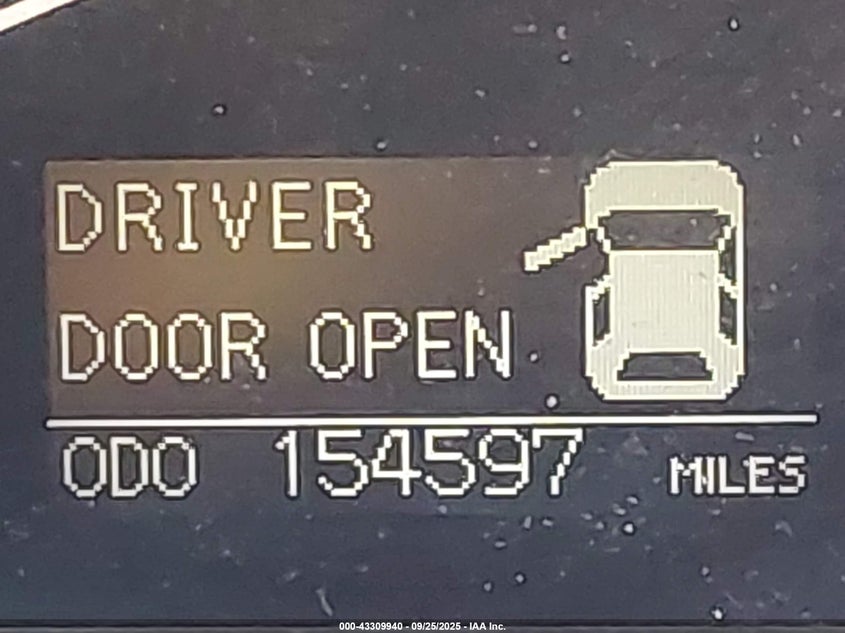 DRIVER
DOOR OPEN
ODO 154597 MILES
000-43309940 - 09/25/2025 - IAA Inc.